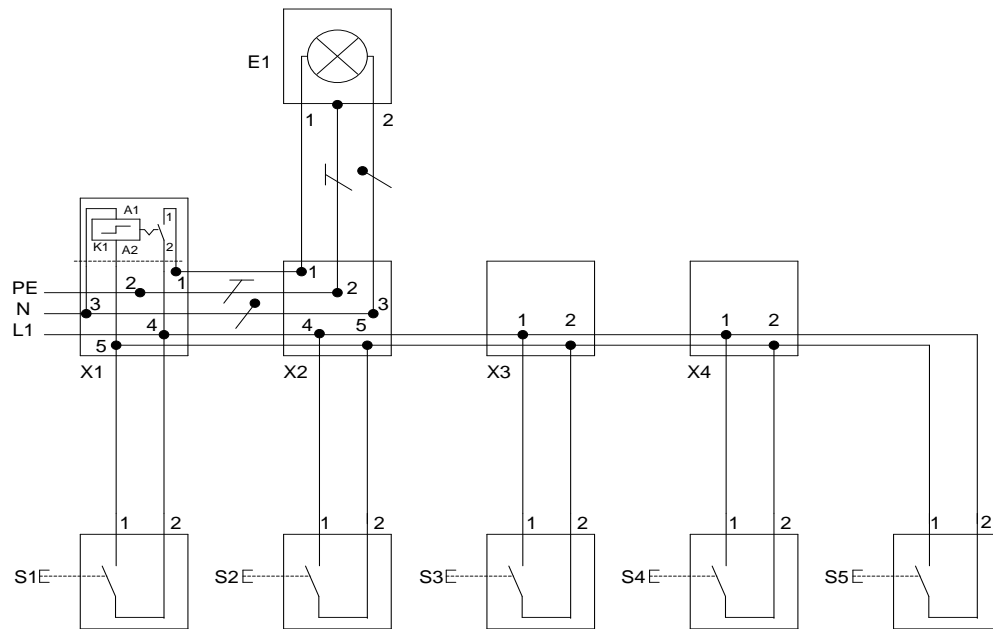 E1
1 2
A1 1
K1 A2 2
1 1
PE 2 2
N 3 3
L1 4 4 5 1 2 1 2
5
X1 X2 X3 X4
1 2 1 2 1 2 1 2 1 2
S1 S2 S3 S4 S5